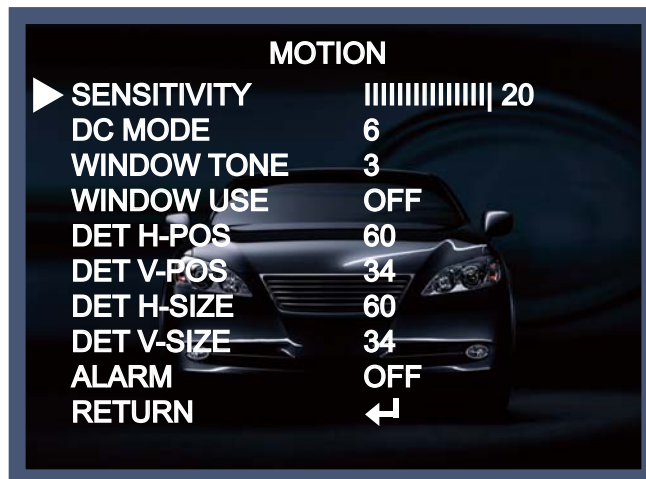 MOTION
SENSITIVITY ||||||||||||||| 20
DC MODE 6
WINDOW TONE 3
WINDOW USE OFF
DET H-POS 60
DET V-POS 34
DET H-SIZE 60
DET V-SIZE 34
ALARM OFF
RETURN ↵